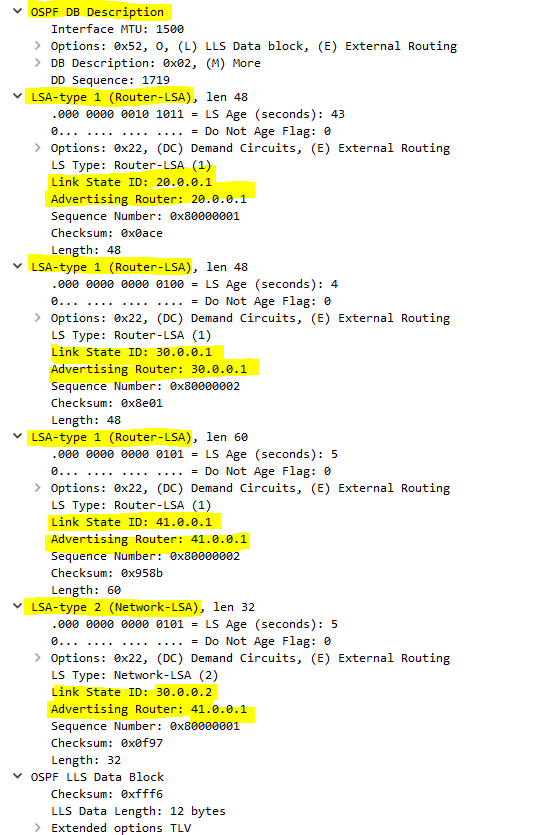 OSPF DB Description
Interface MTU: 1500
Options: 0x52, O, (L) LLS Data block, (E) External Routing
DB Description: 0x02, (M) More
DD Sequence: 1719
LSA-type 1 (Router-LSA), len 48
.000 0000 0010 1011 = LS Age (seconds): 43
0... .... .... .... = Do Not Age Flag: 0
Options: 0x22, (DC) Demand Circuits, (E) External Routing
LS Type: Router-LSA (1)
Link State ID: 20.0.0.1
Advertising Router: 20.0.0.1
Sequence Number: 0x80000001
Checksum: 0x0ace
Length: 48
LSA-type 1 (Router-LSA), len 48
.000 0000 0000 0100 = LS Age (seconds): 4
0... .... .... .... = Do Not Age Flag: 0
Options: 0x22, (DC) Demand Circuits, (E) External Routing
LS Type: Router-LSA (1)
Link State ID: 30.0.0.1
Advertising Router: 30.0.0.1
Sequence Number: 0x80000002
Checksum: 0x8e01
Length: 48
LSA-type 1 (Router-LSA), len 60
.000 0000 0000 0101 = LS Age (seconds): 5
0... .... .... .... = Do Not Age Flag: 0
Options: 0x22, (DC) Demand Circuits, (E) External Routing
LS Type: Router-LSA (1)
Link State ID: 41.0.0.1
Advertising Router: 41.0.0.1
Sequence Number: 0x80000002
Checksum: 0x958b
Length: 60
LSA-type 2 (Network-LSA), len 32
.000 0000 0000 0101 = LS Age (seconds): 5
0... .... .... .... = Do Not Age Flag: 0
Options: 0x22, (DC) Demand Circuits, (E) External Routing
LS Type: Network-LSA (2)
Link State ID: 30.0.0.2
Advertising Router: 41.0.0.1
Sequence Number: 0x80000001
Checksum: 0x0f97
Length: 32
OSPF LLS Data Block
Checksum: 0xfff6
LLS Data Length: 12 bytes
Extended options TLV